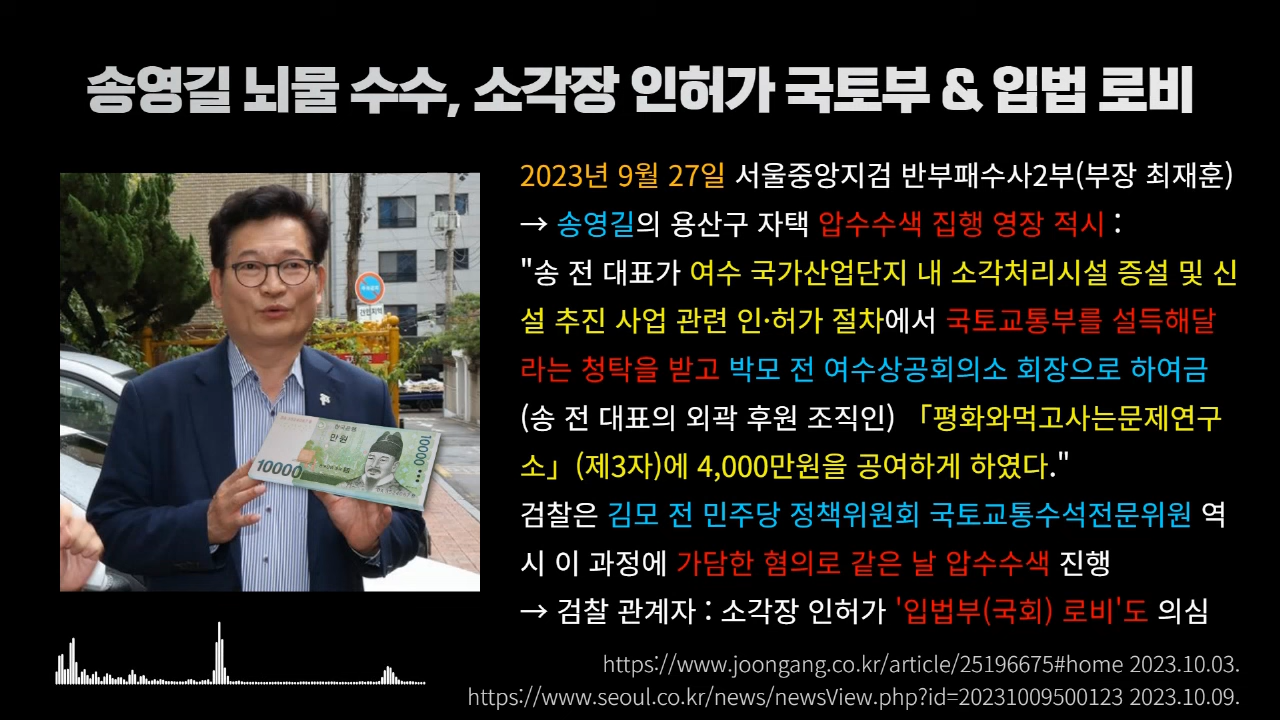 송영길 뇌물 수수, 소각장 인허가 국토부 & 입법 로비
2023년 9월 27일 서울중앙지검 반부패수사2부(부장 최재훈)
→ 송영길의 용산구 자택 압수수색 집행 영장 적시 :
"송 전 대표가 여수 국가산업단지 내 소각처리시설 증설 및 신
설 추진 사업 관련 인·허가 절차에서 국토교통부를 설득해달
라는 청탁을 받고 박모 전 여수상공회의소 회장으로 하여금
(송 전 대표의 외곽 후원 조직인) 「평화와먹고사는문제연구
소」(제3자)에 4,000만원을 공여하게 하였다."
검찰은 김모 전 민주당 정책위원회 국토교통수석전문위원 역
시 이 과정에 가담한 혐의로 같은 날 압수수색 진행
→ 검찰 관계자 : 소각장 인허가 '입법부(국회) 로비'도 의심
한국은행
만원
10000
10000
https://www.joongang.co.kr/article/25196675#home 2023.10.03.
https://www.seoul.co.kr/news/newsView.php?id=20231009500123 2023.10.09.